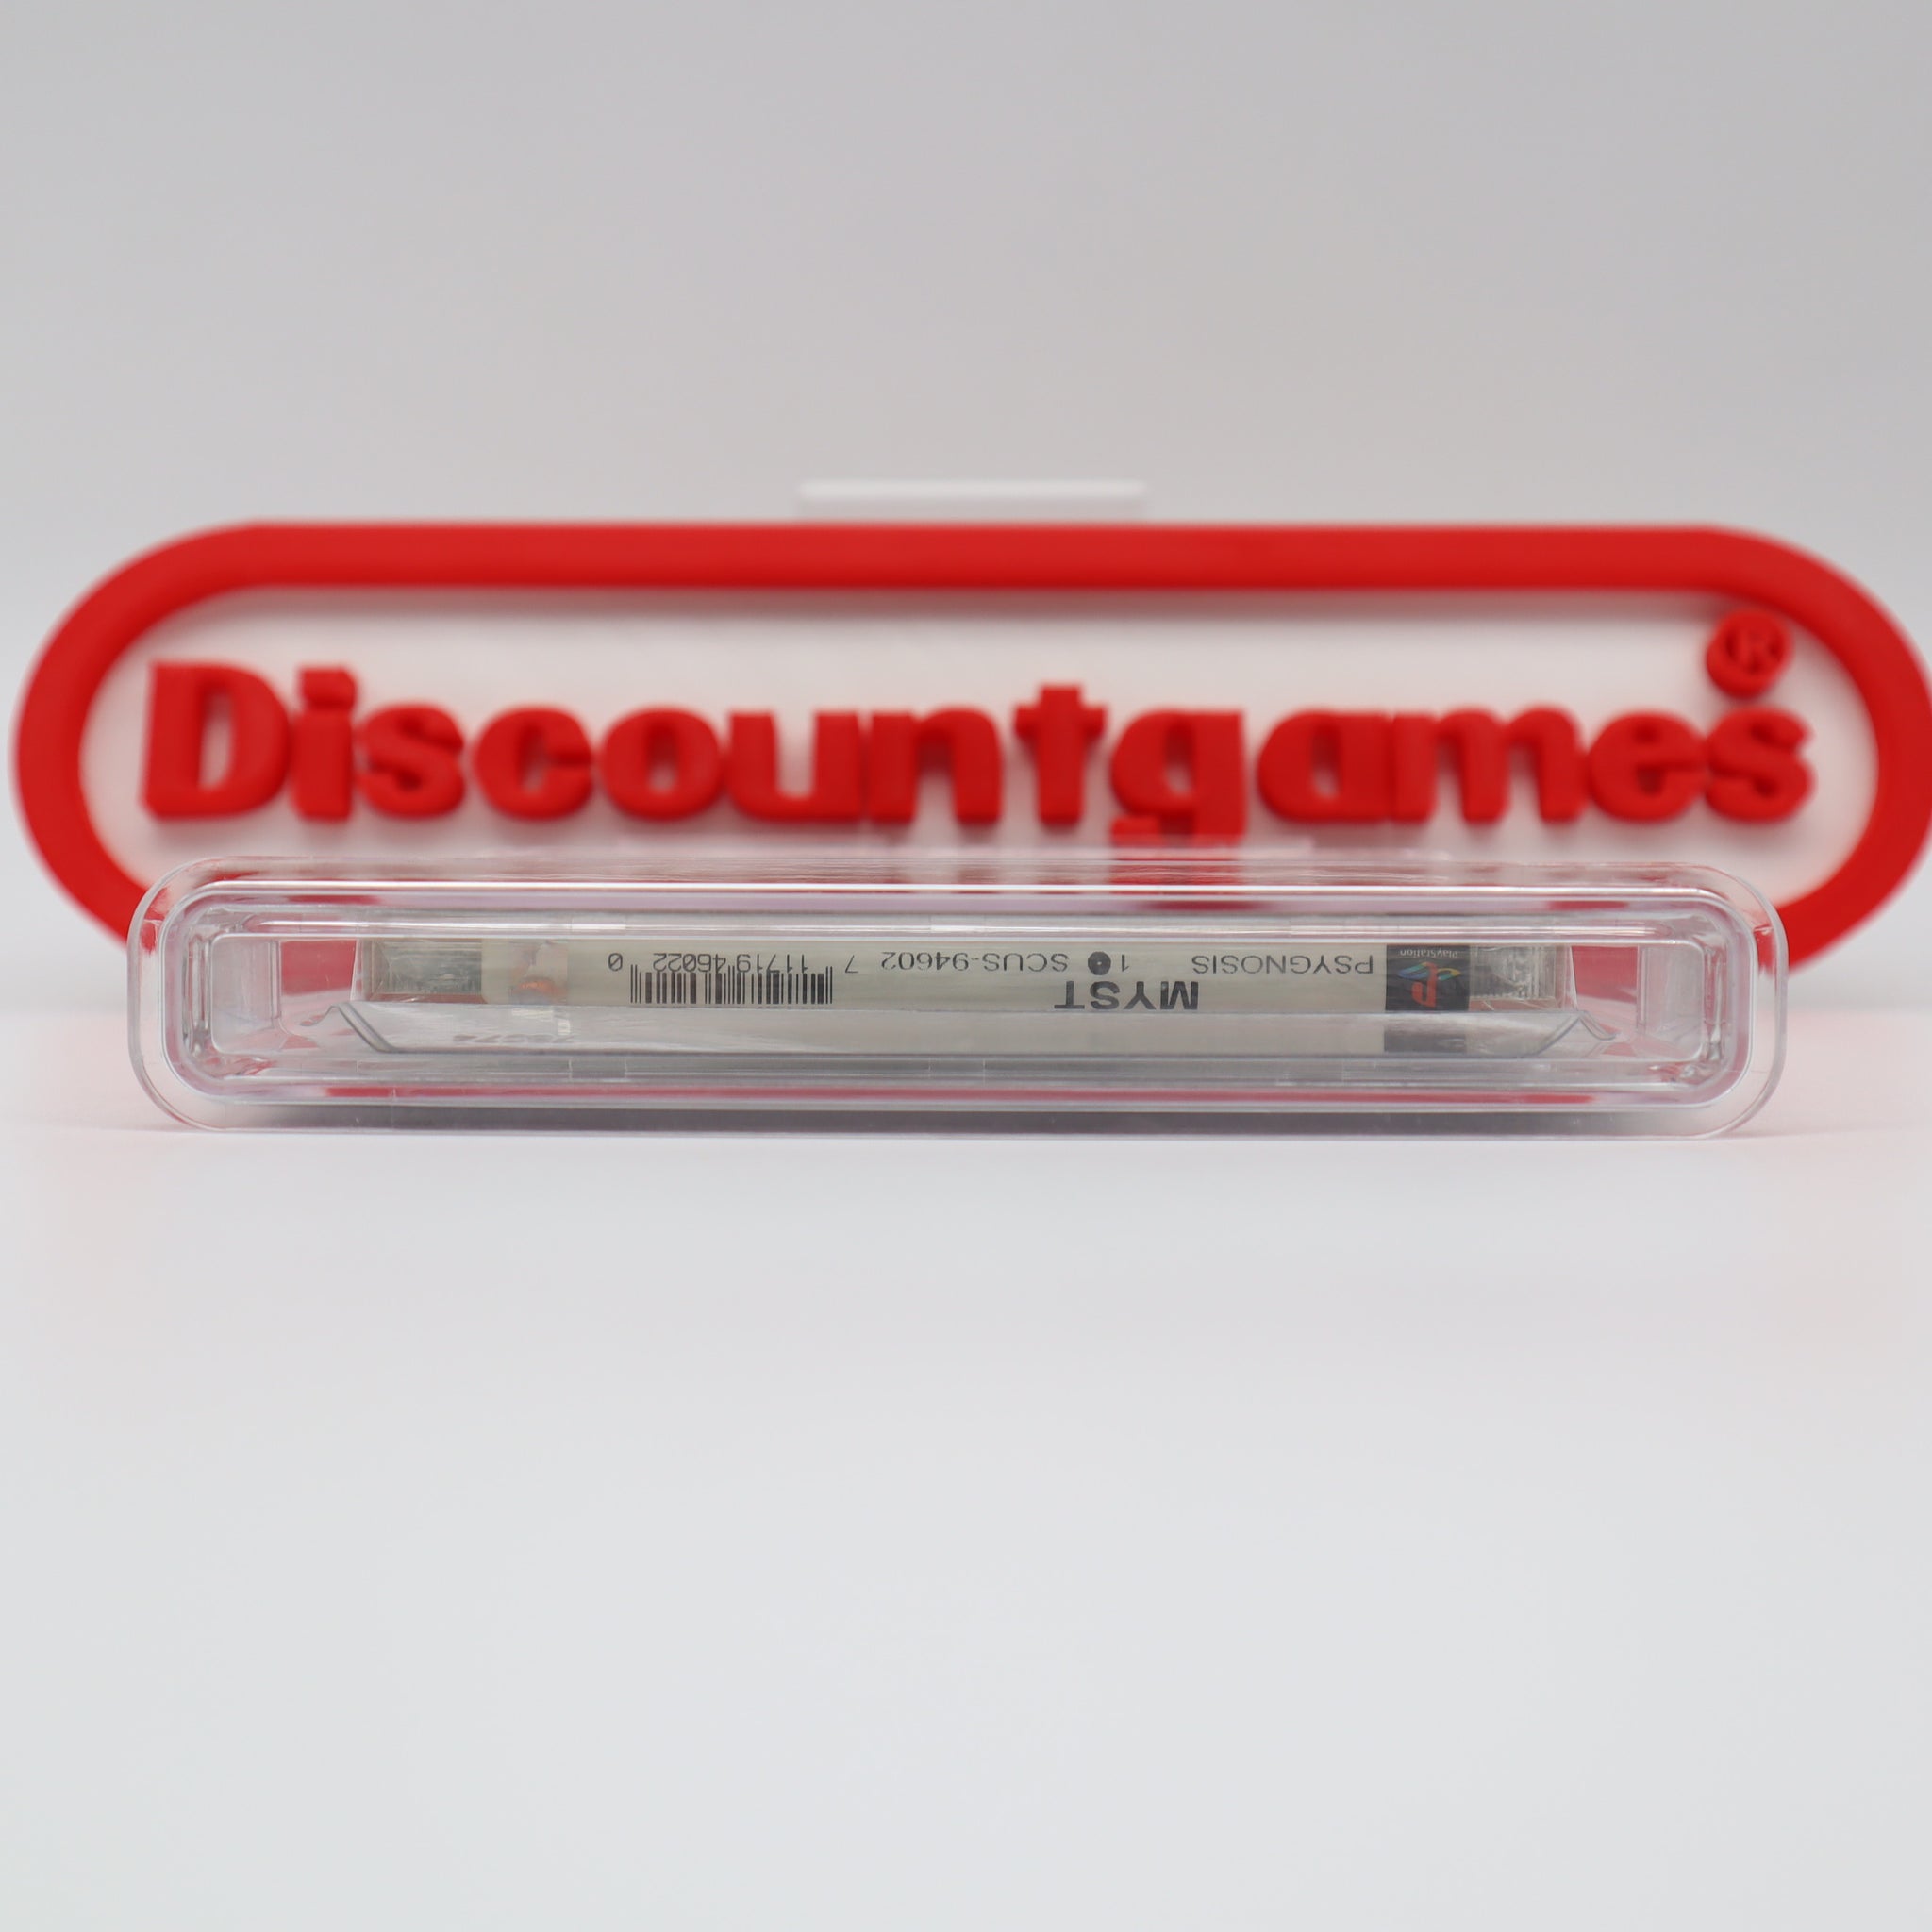 Discountgames®
PlayStation
PSYGNOSIS
MYST
1 SCUS-94602
7 11719 46022 0